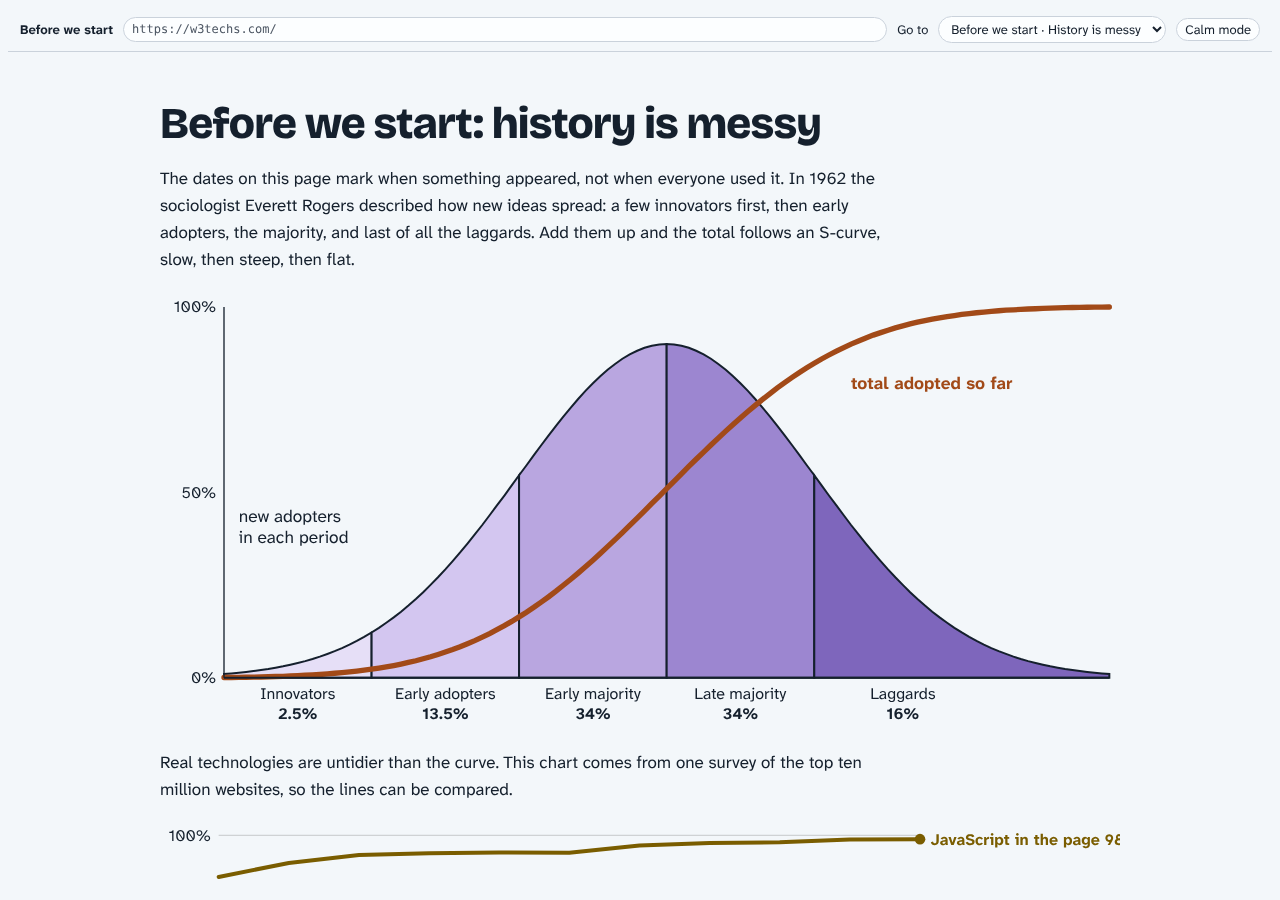 Before we start
https://w3techs.com/
Go to
Before we start · History is messy
Calm mode
Before we start: history is messy
The dates on this page mark when something appeared, not when everyone used it. In 1962 the
sociologist Everett Rogers described how new ideas spread: a few innovators first, then early
adopters, the majority, and last of all the laggards. Add them up and the total follows an S-curve,
slow, then steep, then flat.
100%
total adopted so far
50%
new adopters
in each period
0%
Innovators
2.5%
Early adopters
13.5%
Early majority
34%
Late majority
34%
Laggards
16%
Real technologies are untidier than the curve. This chart comes from one survey of the top ten
million websites, so the lines can be compared.
100%
JavaScript in the page